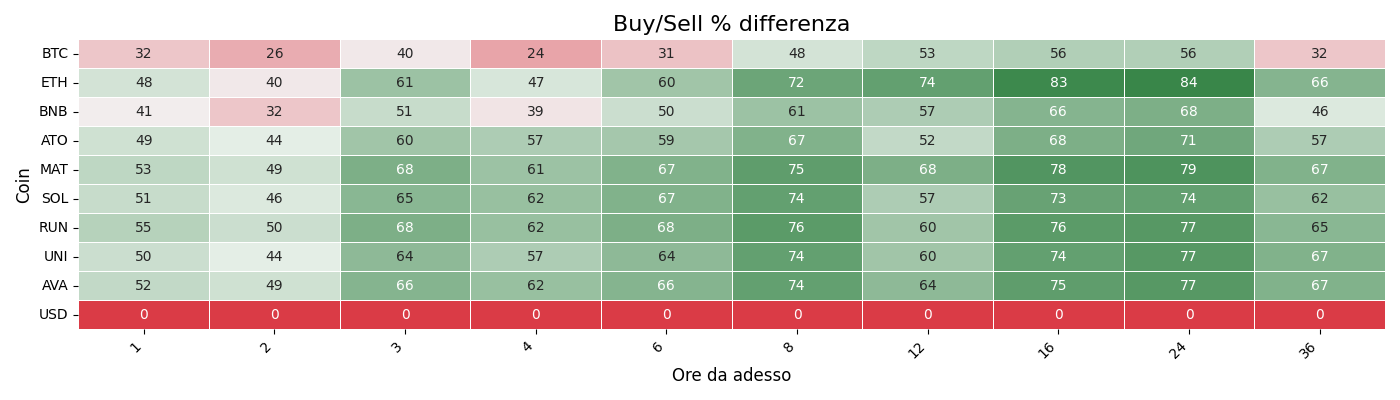 Buy/Sell % differenza
BTC 32 26 40 24 31 48 53 56 56 32
ETH 48 40 61 47 60 72 74 83 84 66
BNB 41 32 51 39 50 61 57 66 68 46
ATO 49 44 60 57 59 67 52 68 71 57
MAT 53 49 68 61 67 75 68 78 79 67
SOL 51 46 65 62 67 74 57 73 74 62
RUN 55 50 68 62 68 76 60 76 77 65
UNI 50 44 64 57 64 74 60 74 77 67
AVA 52 49 66 62 66 74 64 75 77 67
USD 0 0 0 0 0 0 0 0 0 0
Coin
1 2 3 4 6 8 12 16 24 36
Ore da adesso